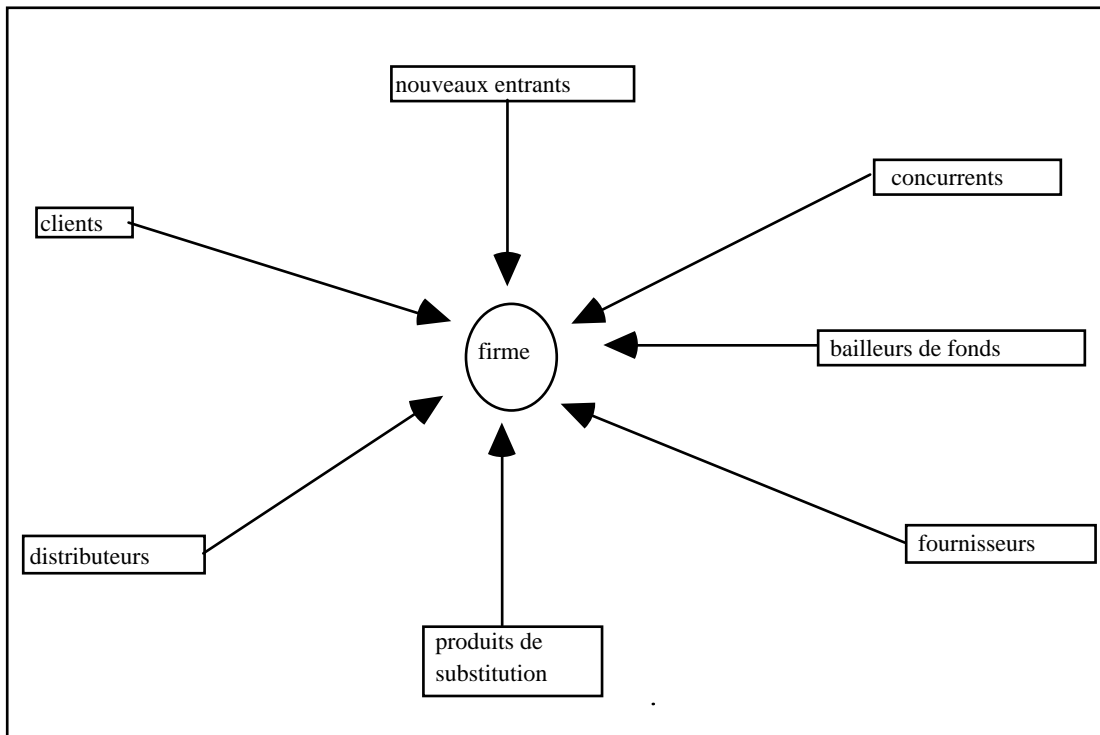 nouveaux entrants
concurrents
clients
firme
bailleurs de fonds
distributeurs
fournisseurs
produits de
substitution